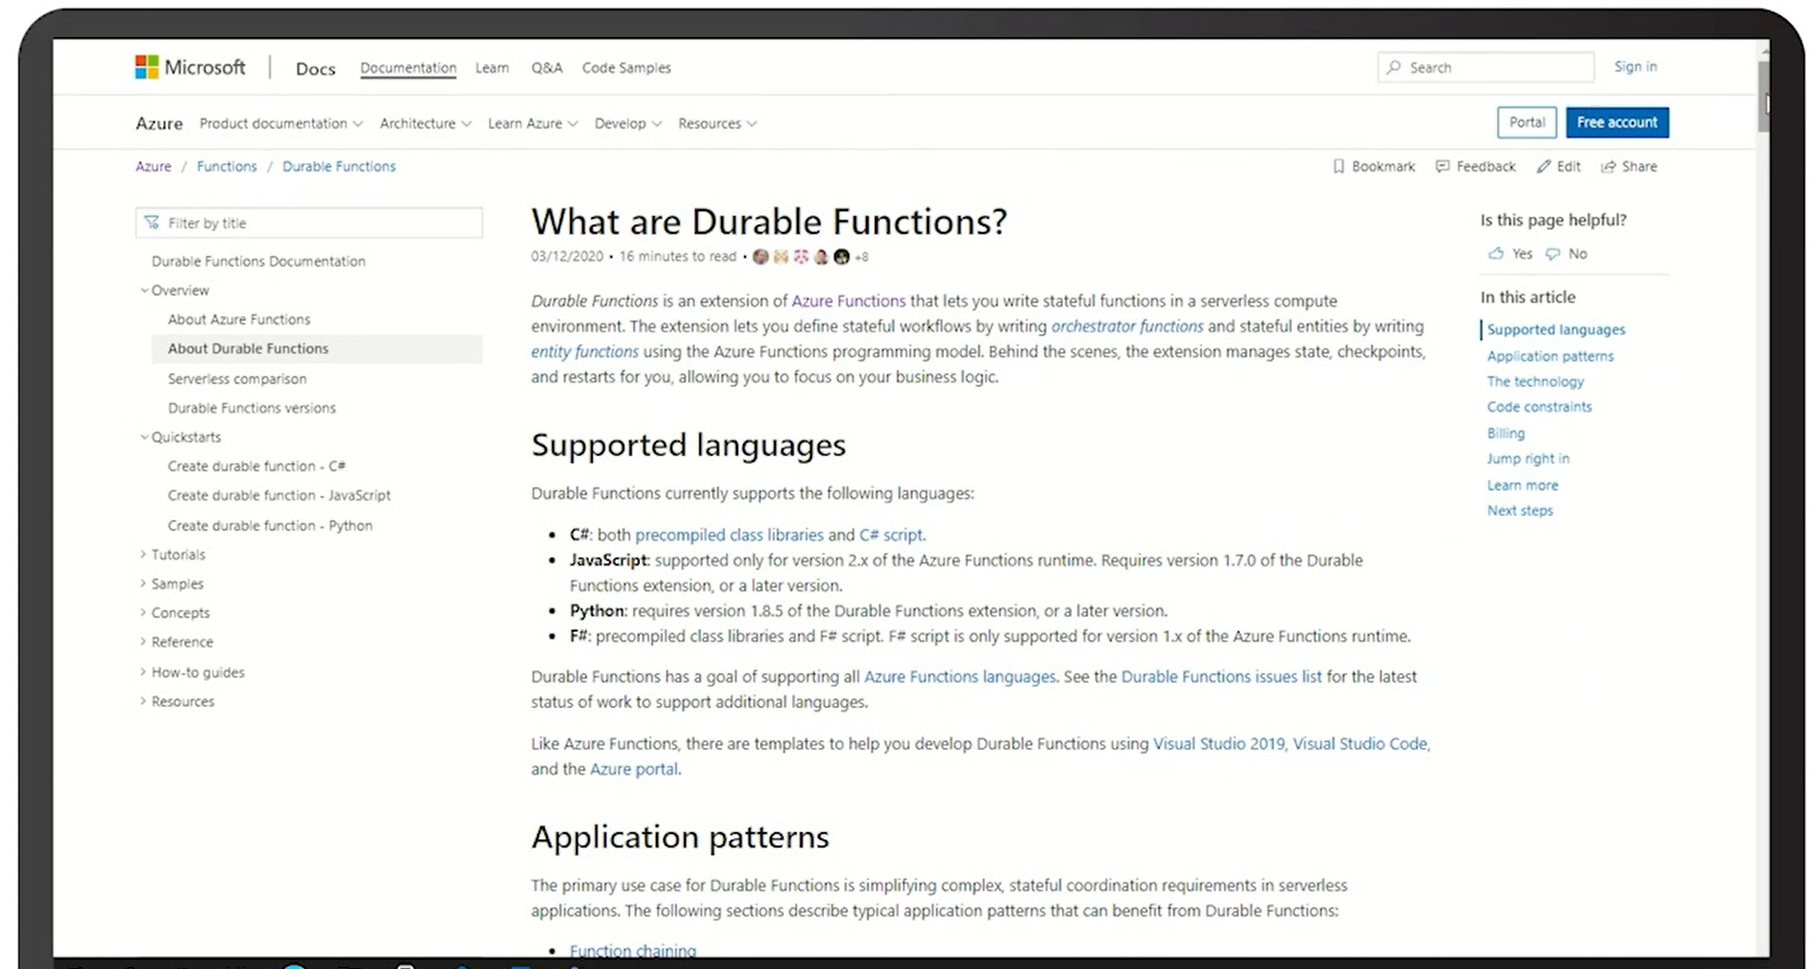 Microsoft Docs Documentation Learn Q&A Code Samples Search Sign in
Azure Product documentation Architecture Learn Azure Develop Resources Portal Free account
Azure / Functions / Durable Functions Bookmark Feedback Edit Share
Filter by title
Durable Functions Documentation
Overview
About Azure Functions
About Durable Functions
Serverless comparison
Durable Functions versions
Quickstarts
Create durable function - C#
Create durable function - JavaScript
Create durable function - Python
Tutorials
Samples
Concepts
Reference
How-to guides
Resources
What are Durable Functions?
03/12/2020 • 16 minutes to read • +8
Durable Functions is an extension of Azure Functions that lets you write stateful functions in a serverless compute
environment. The extension lets you define stateful workflows by writing orchestrator functions and stateful entities by writing
entity functions using the Azure Functions programming model. Behind the scenes, the extension manages state, checkpoints,
and restarts for you, allowing you to focus on your business logic.
Supported languages
Durable Functions currently supports the following languages:
• C#: both precompiled class libraries and C# script.
• JavaScript: supported only for version 2.x of the Azure Functions runtime. Requires version 1.7.0 of the Durable
Functions extension, or a later version.
• Python: requires version 1.8.5 of the Durable Functions extension, or a later version.
• F#: precompiled class libraries and F# script. F# script is only supported for version 1.x of the Azure Functions runtime.
Durable Functions has a goal of supporting all Azure Functions languages. See the Durable Functions issues list for the latest
status of work to support additional languages.
Like Azure Functions, there are templates to help you develop Durable Functions using Visual Studio 2019, Visual Studio Code,
and the Azure portal.
Application patterns
The primary use case for Durable Functions is simplifying complex, stateful coordination requirements in serverless
applications. The following sections describe typical application patterns that can benefit from Durable Functions:
• Function chaining
Is this page helpful?
Yes No
In this article
Supported languages
Application patterns
The technology
Code constraints
Billing
Jump right in
Learn more
Next steps